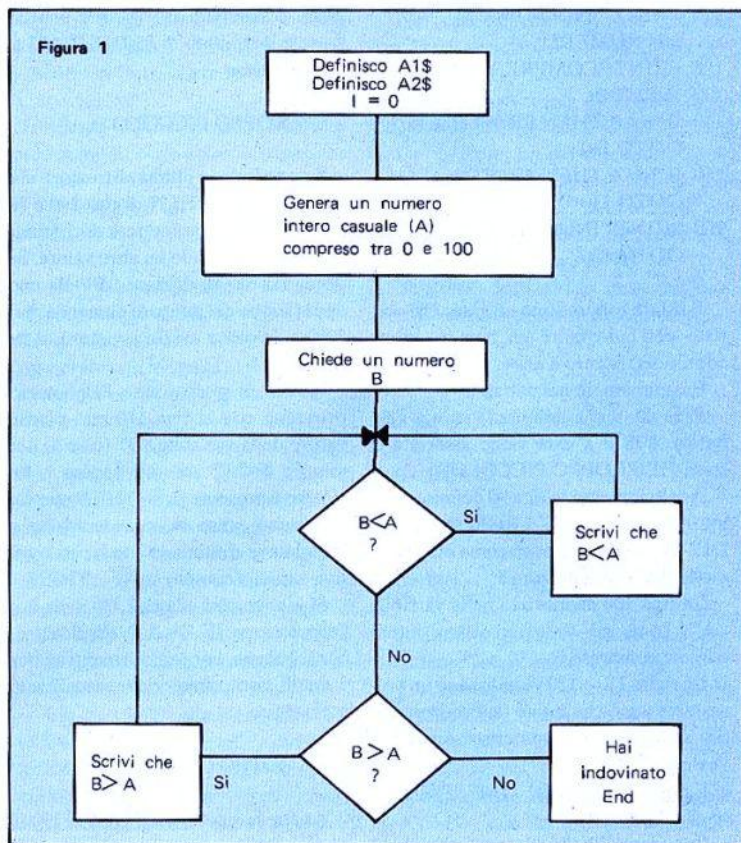 Figura 1
Definisco A1$
Definisco A2$
I = 0
Genera un numero
intero casuale (A)
compreso tra 0 e 100
Chiede un numero
B
B<A
?
Si
Scrivi che
B<A
No
Scrivi che
B>A
Si
B>A
?
No
Hai
indovinato
End